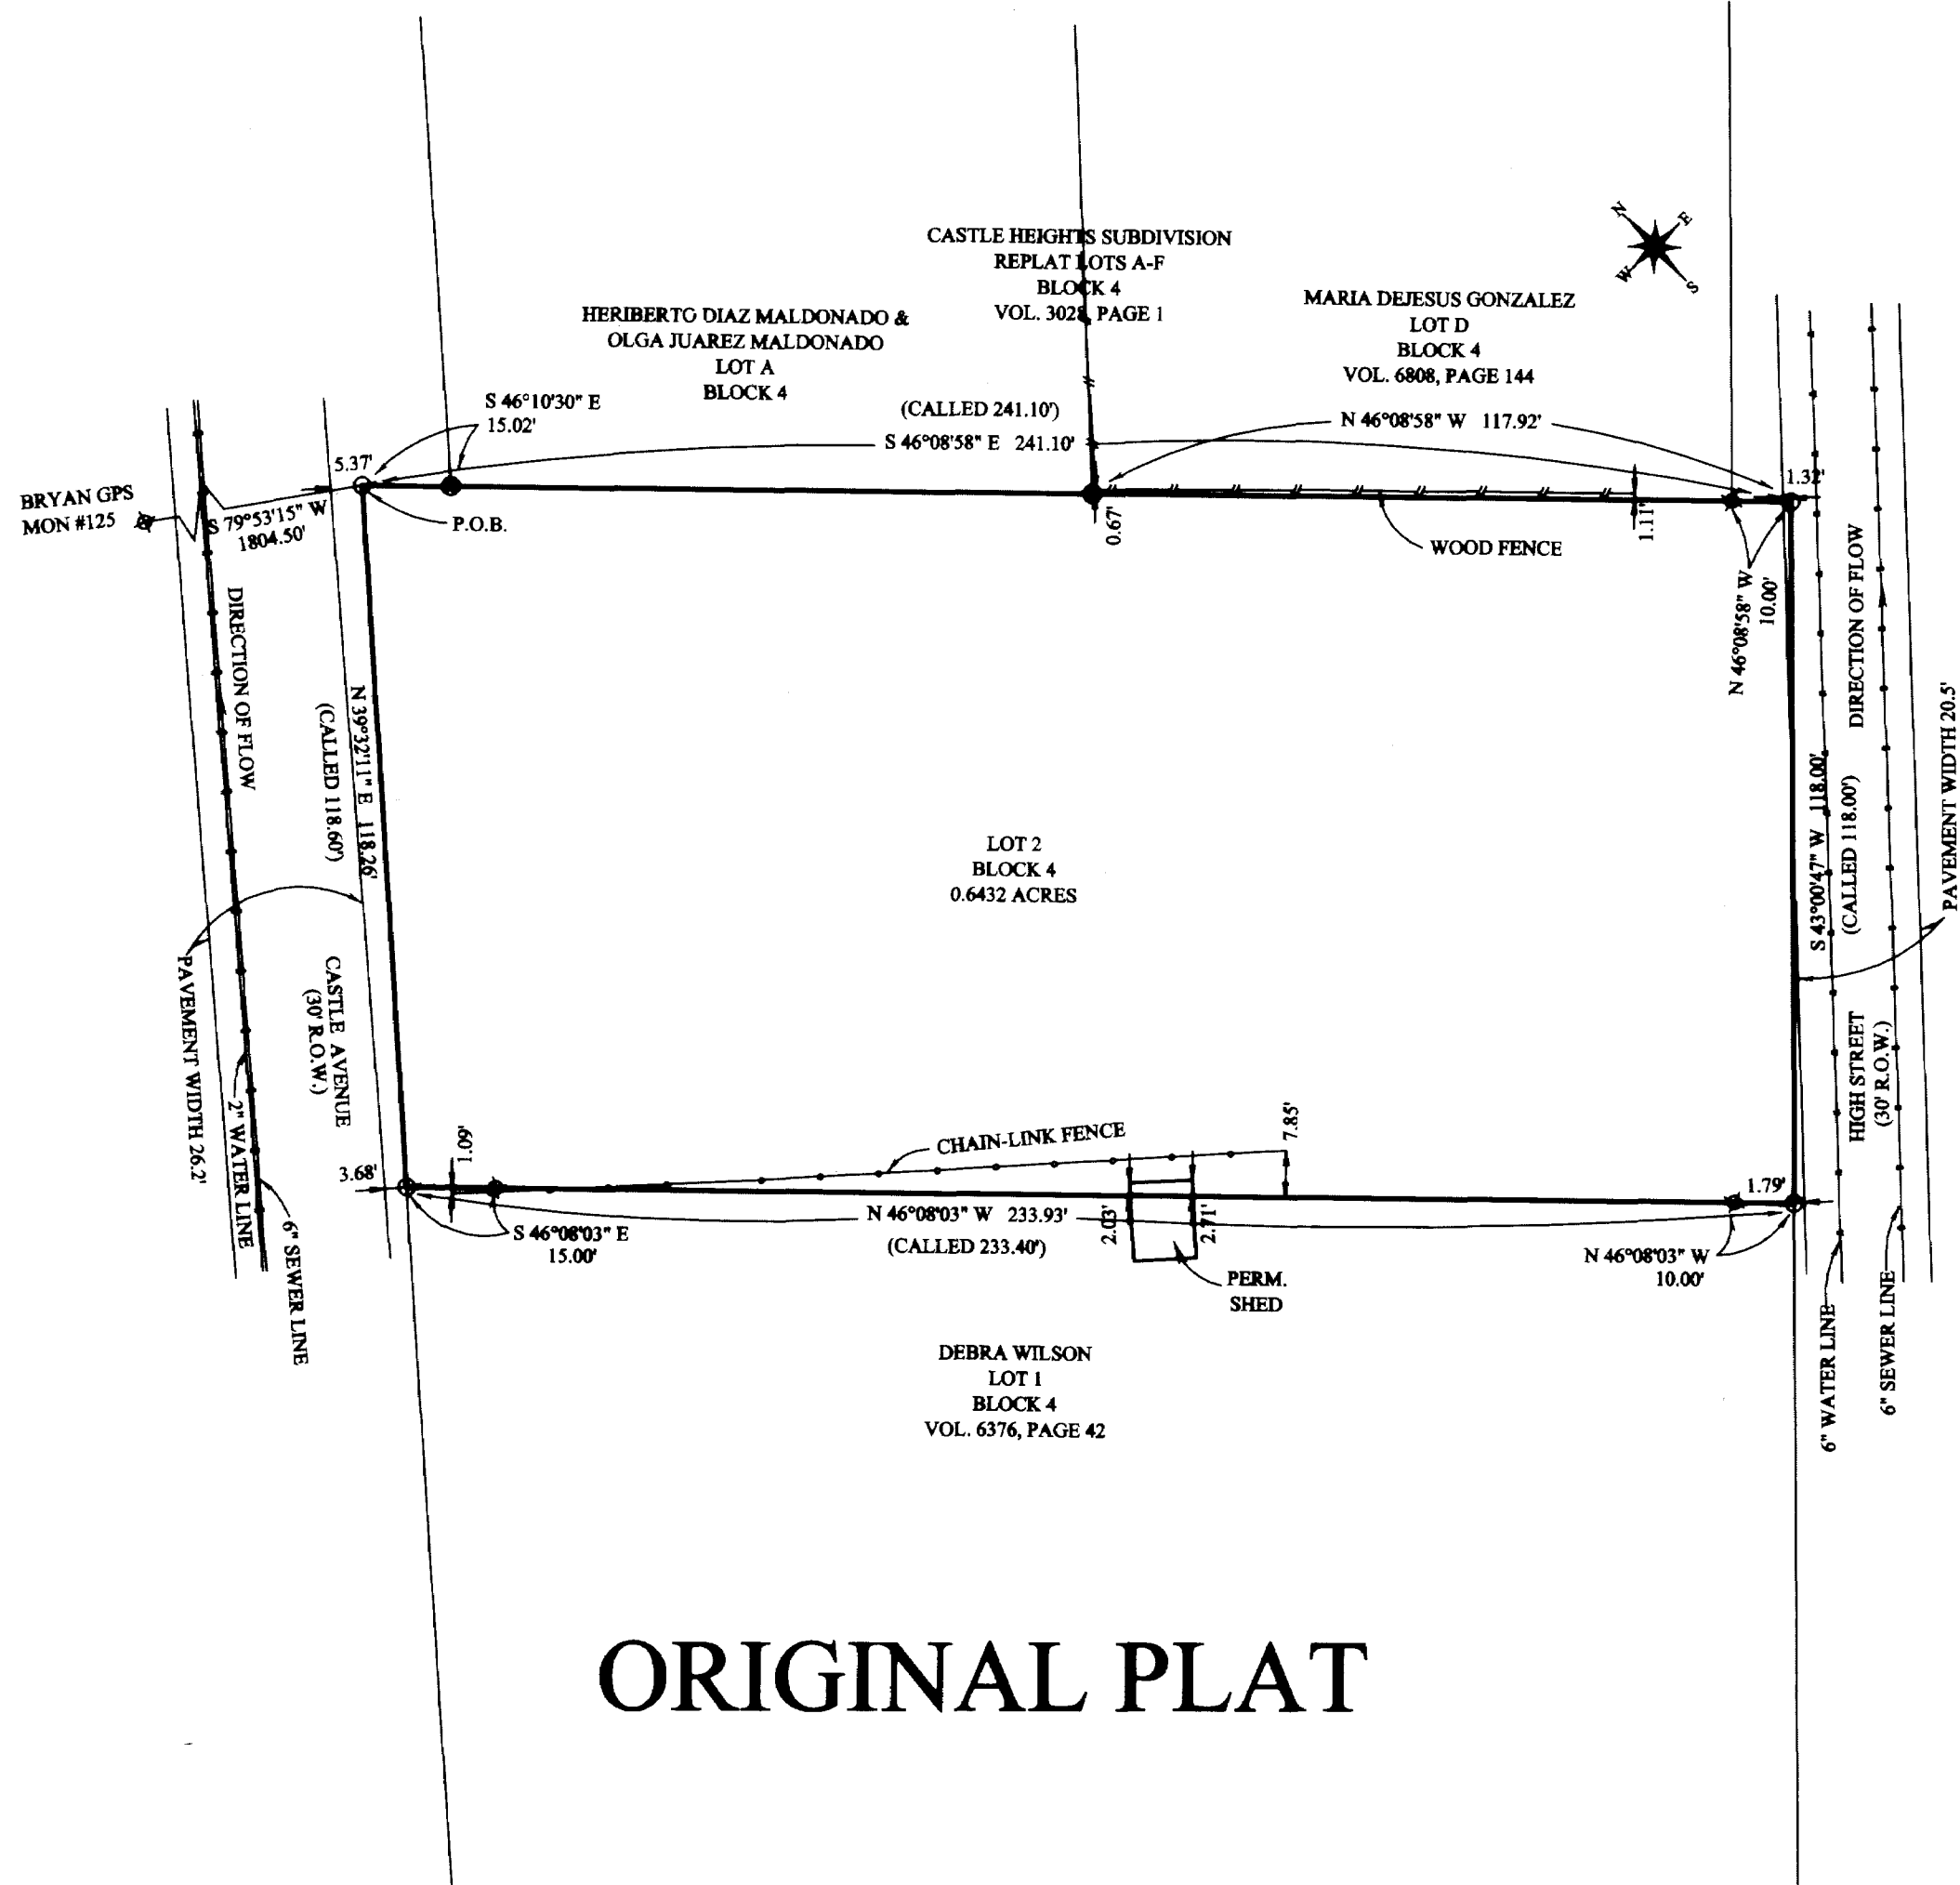 CASTLE HEIGHTS SUBDIVISION
REPLAT LOTS A-F
BLOCK 4
VOL. 3028, PAGE 1
N
E
W
S
HERIBERTO DIAZ MALDONADO &
OLGA JUAREZ MALDONADO
LOT A
BLOCK 4
MARIA DEJESUS GONZALEZ
LOT D
BLOCK 4
VOL. 6808, PAGE 144
S 46°10'30" E
15.02'
(CALLED 241.10')
S 46°08'58" E 241.10'
N 46°08'58" W 117.92'
5.37'
1.32'
BRYAN GPS
MON #125
S 79°53'15" W
1804.50'
P.O.B.
0.67'
WOOD FENCE
1.11'
N 46°08'58" W
10.00'
DIRECTION OF FLOW
DIRECTION OF FLOW
N 39°32'11" E 118.26'
(CALLED 118.60')
S 43°00'47" W 118.00'
(CALLED 118.00')
PAVEMENT WIDTH 20.5'
LOT 2
BLOCK 4
0.6432 ACRES
PAVEMENT WIDTH 26.2'
CASTLE AVENUE
(30' R.O.W.)
HIGH STREET
(30' R.O.W.)
2" WATER LINE
6" SEWER LINE
3.68'
1.09'
CHAIN-LINK FENCE
7.85'
1.79'
S 46°08'03" E
15.00'
N 46°08'03" W 233.93'
(CALLED 233.40')
2.03'
2.71'
PERM.
SHED
N 46°08'03" W
10.00'
6" WATER LINE
6" SEWER LINE
DEBRA WILSON
LOT 1
BLOCK 4
VOL. 6376, PAGE 42
ORIGINAL PLAT